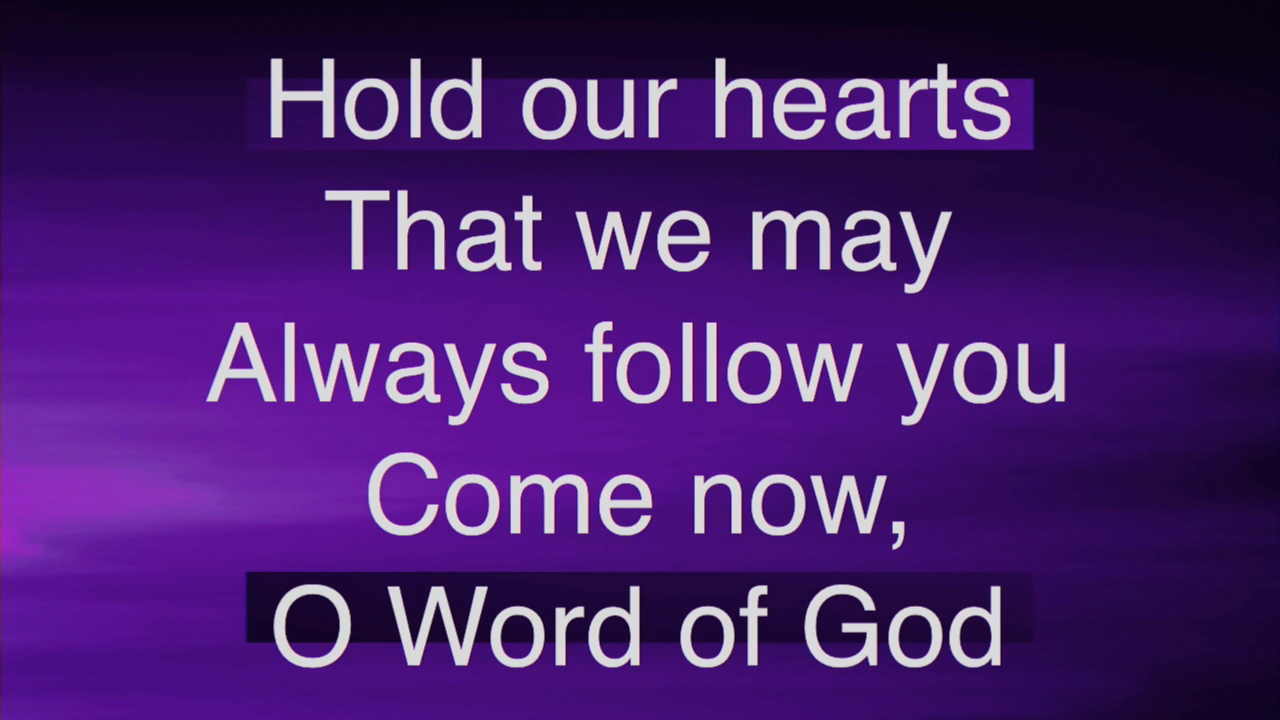 Hold our hearts
That we may
Always follow you
Come now,
O Word of God